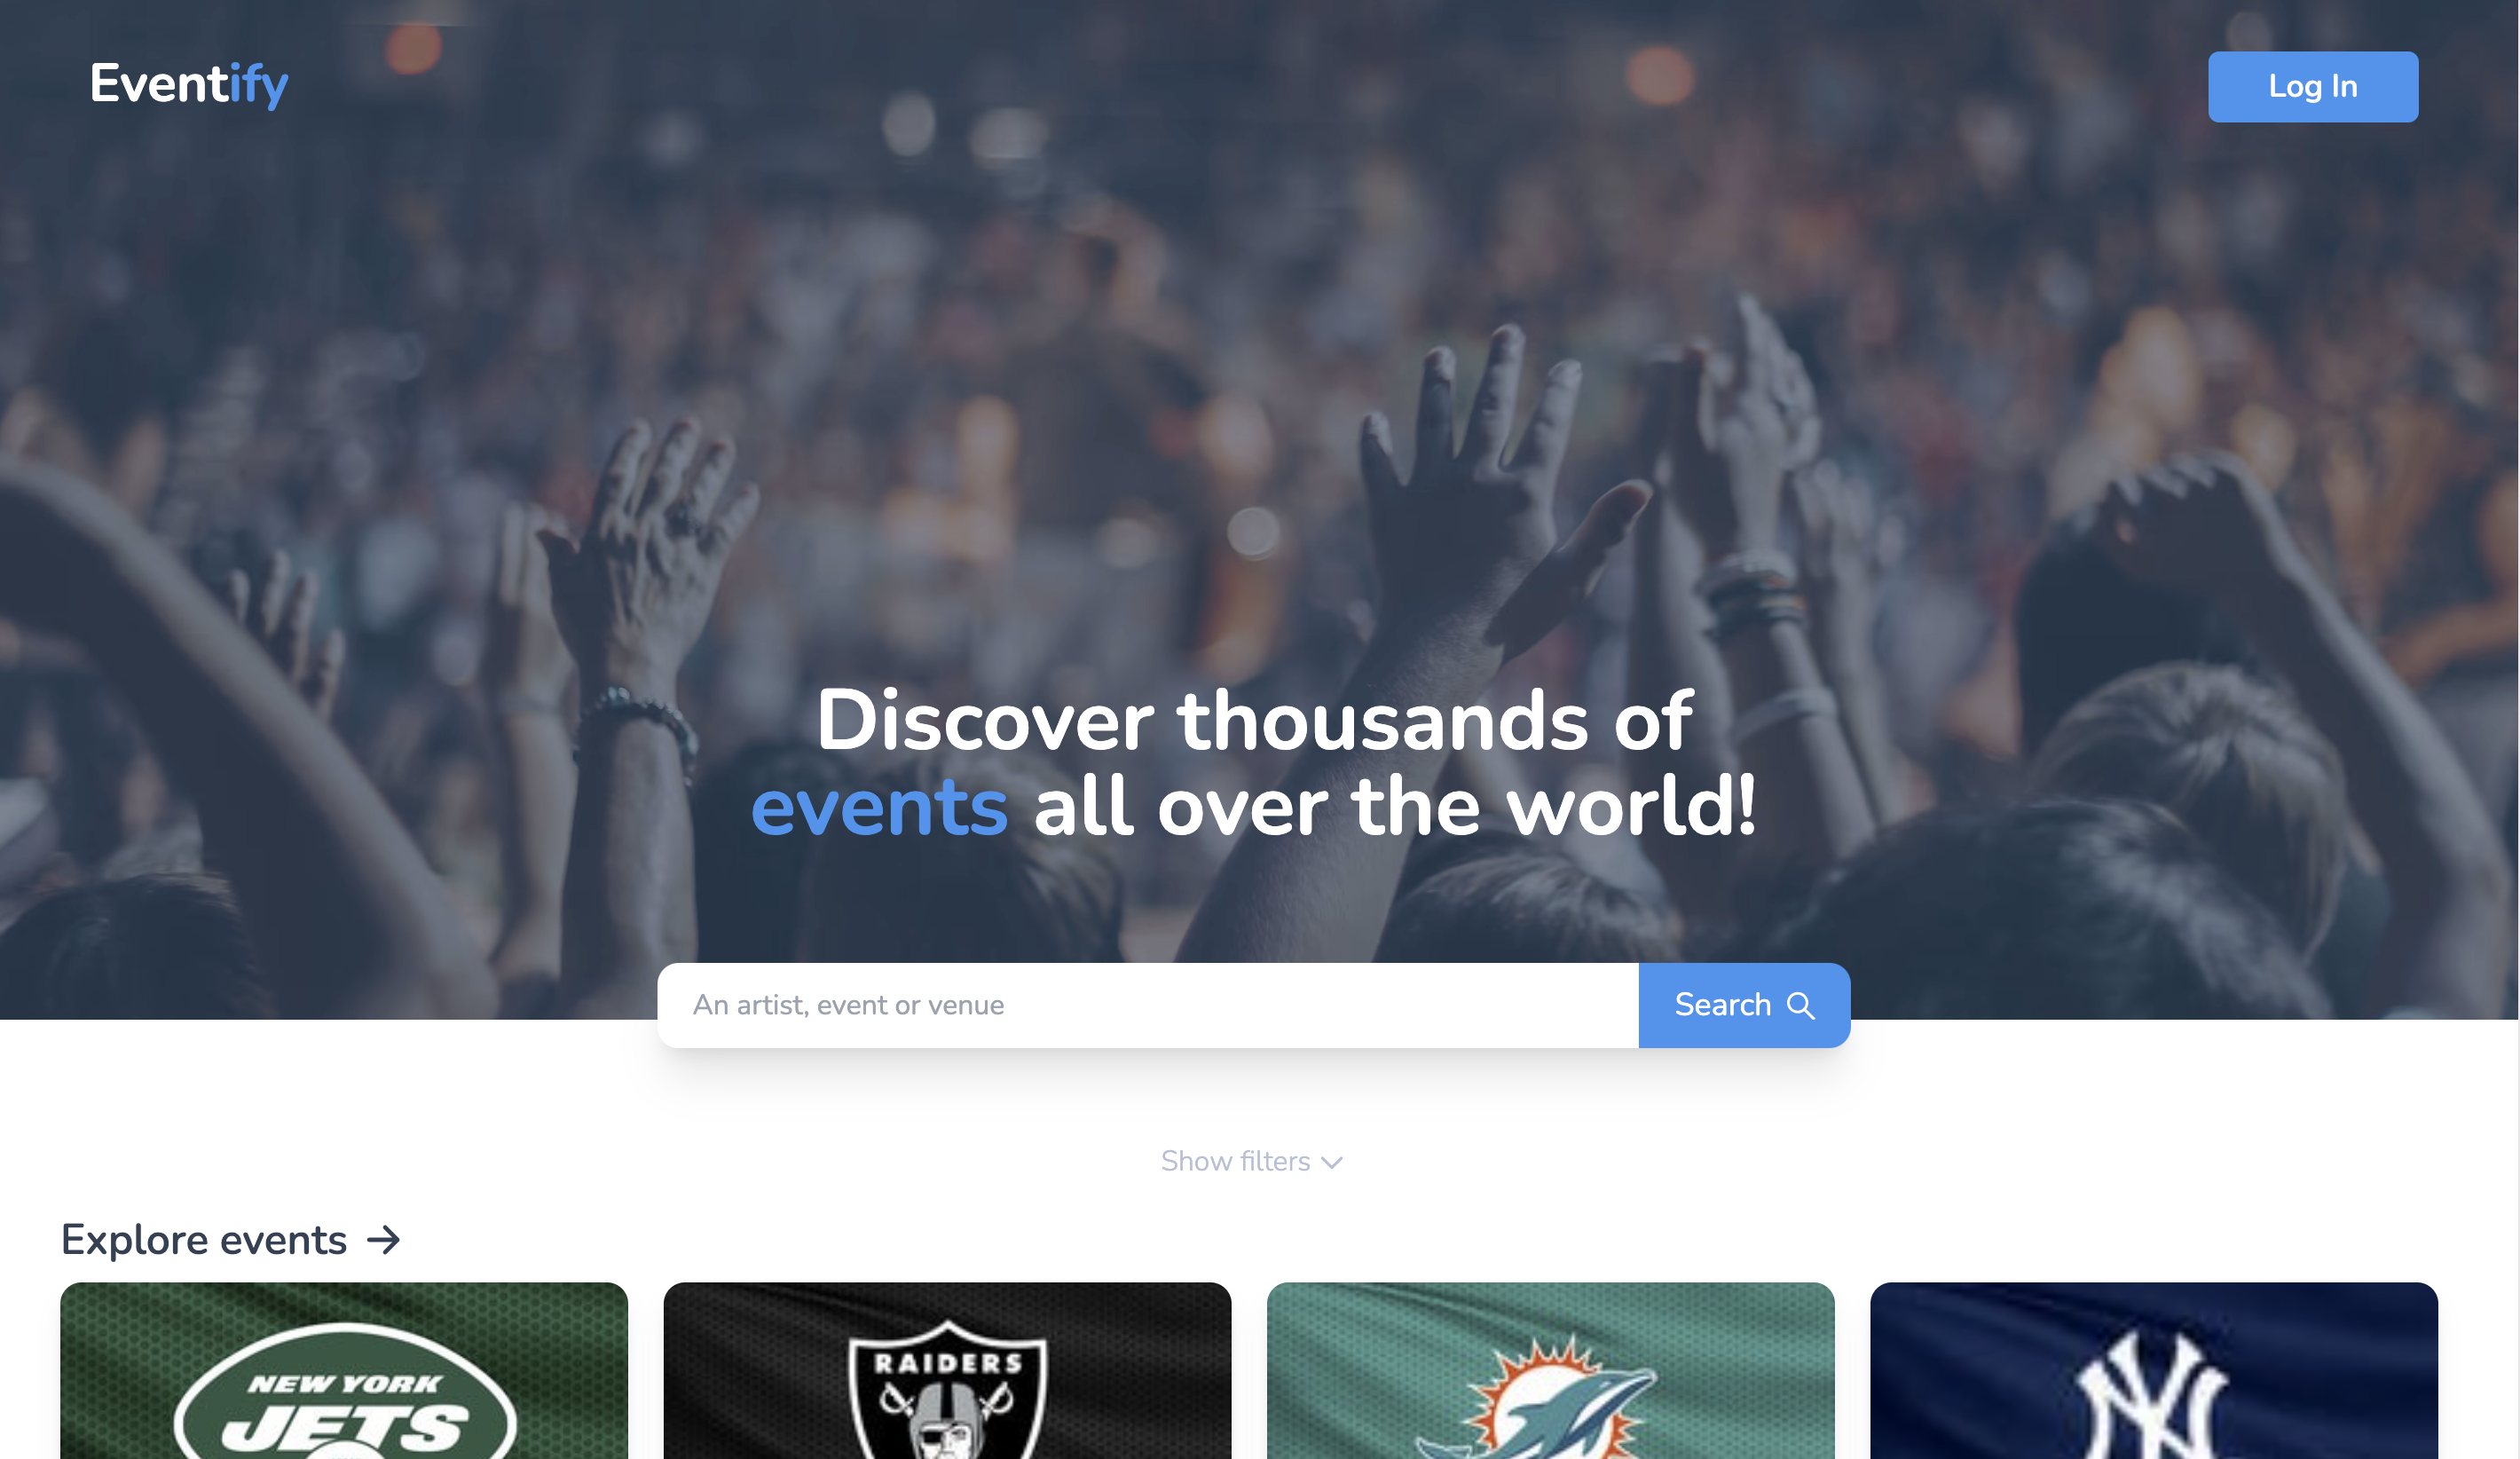 Eventify
Log In
Discover thousands of
events all over the world!
An artist, event or venue
Search
Show filters
Explore events
NEW YORK
JETS
RAIDERS
NY